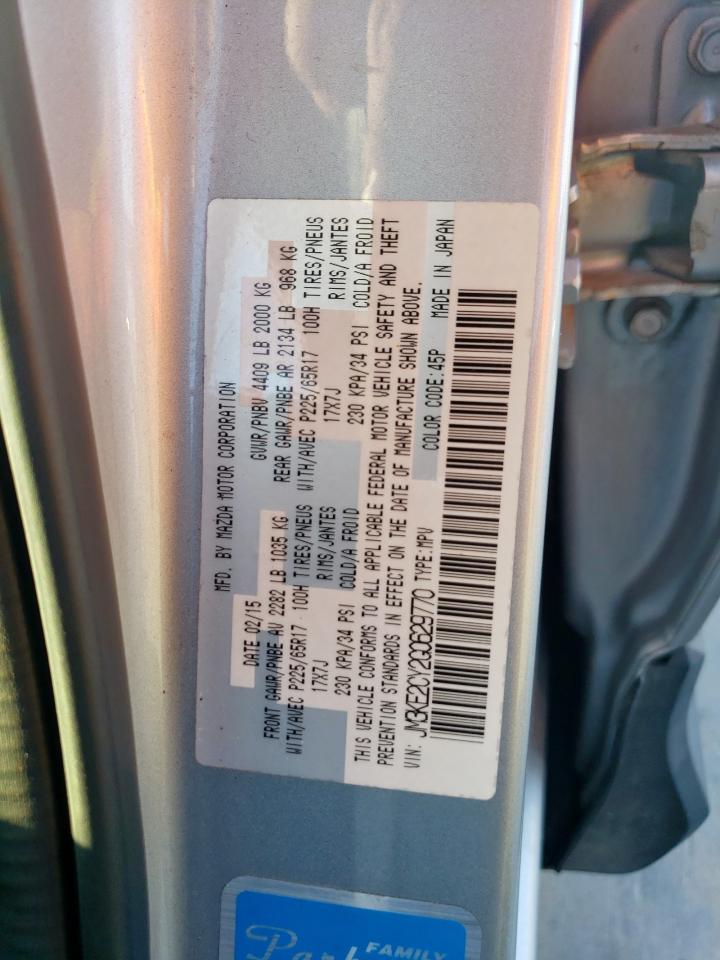 MFD. BY MAZDA MOTOR CORPORATION
DATE 02/15 GVWR/PNBV 4409 LB 2000 KG
FRONT GAWR/PNBE AV 2282 LB 1035 KG REAR GAWR/PNBE AR 2134 LB 968 KG
WITH/AVEC P225/65R17 100H TIRES/PNEUS WITH/AVEC P225/65R17 100H TIRES/PNEUS
17X7J RIMS/JANTES 17X7J RIMS/JANTES
230 KPA/34 PSI COLD/A FROID 230 KPA/34 PSI COLD/A FROID
THIS VEHICLE CONFORMS TO ALL APPLICABLE FEDERAL MOTOR VEHICLE SAFETY AND THEFT
PREVENTION STANDARDS IN EFFECT ON THE DATE OF MANUFACTURE SHOWN ABOVE.
VIN: JM3KE2CY2G0629770 TYPE:MPV COLOR CODE:45P MADE IN JAPAN
FAMILY